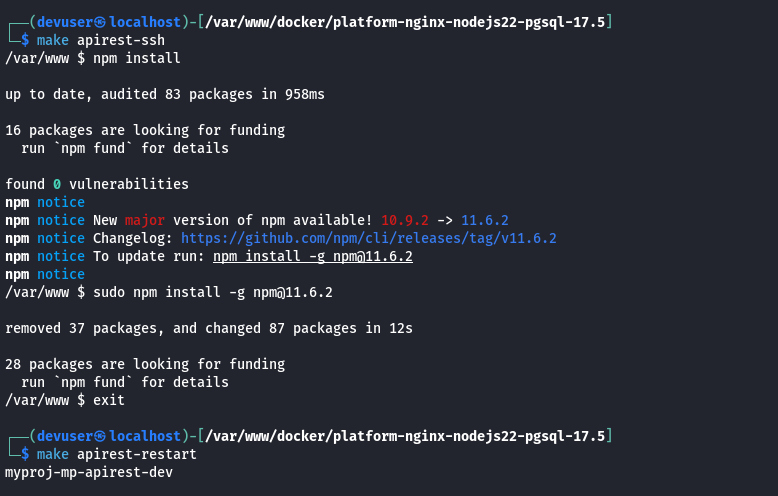 ┌──(devuser㉿localhost)-[/var/www/docker/platform-nginx-nodejs22-pgsql-17.5]
└─$ make apirest-ssh
/var/www $ npm install
up to date, audited 83 packages in 958ms
16 packages are looking for funding
  run `npm fund` for details
found 0 vulnerabilities
npm notice
npm notice New major version of npm available! 10.9.2 -> 11.6.2
npm notice Changelog: https://github.com/npm/cli/releases/tag/v11.6.2
npm notice To update run: npm install -g npm@11.6.2
npm notice
/var/www $ sudo npm install -g npm@11.6.2
removed 37 packages, and changed 87 packages in 12s
28 packages are looking for funding
  run `npm fund` for details
/var/www $ exit
┌──(devuser㉿localhost)-[/var/www/docker/platform-nginx-nodejs22-pgsql-17.5]
└─$ make apirest-restart
myproj-mp-apirest-dev